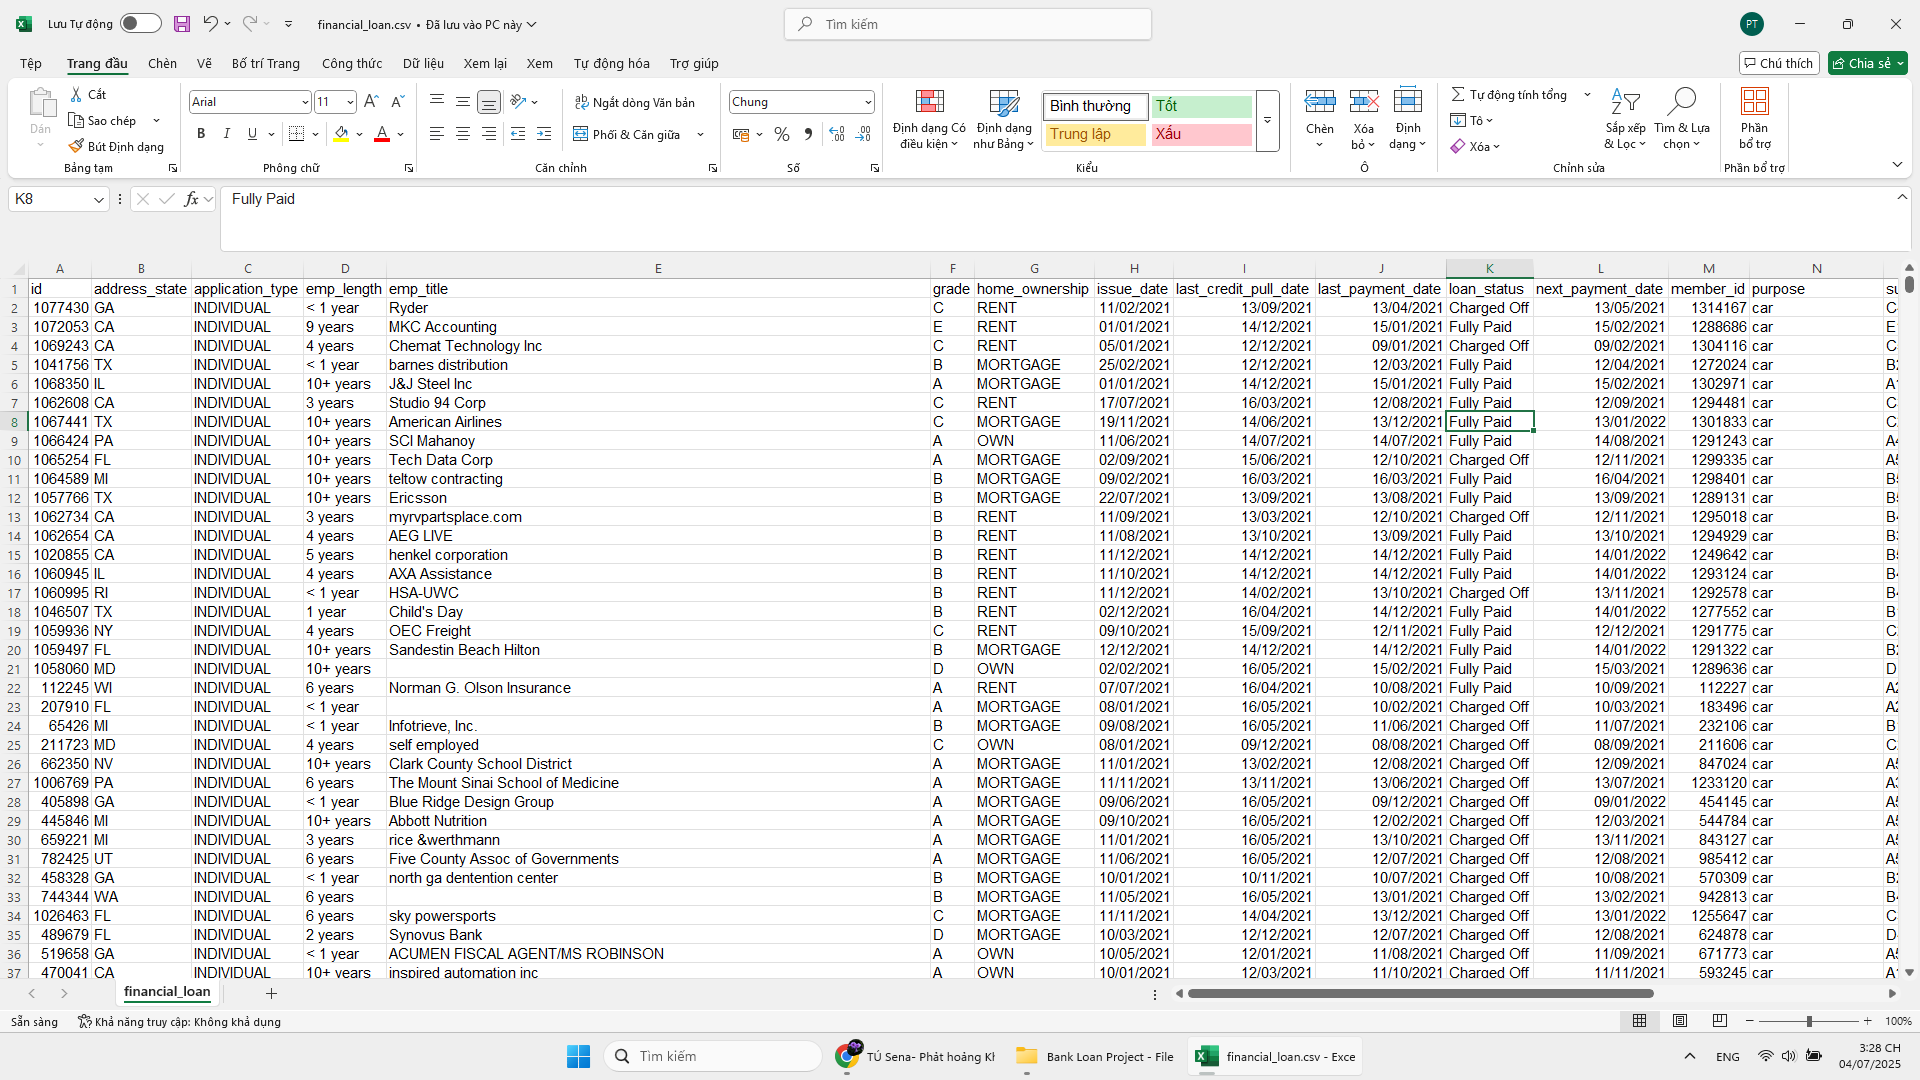 Lưu Tự động financial_loan.csv • Đã lưu vào PC này Tìm kiếm PT
Tệp Trang đầu Chèn Vẽ Bố trí Trang Công thức Dữ liệu Xem lại Xem Tự động hóa Trợ giúp Chú thích Chia sẻ
Dán Cắt Sao chép Bút Định dạng Bảng tạm
Arial 11 B I U A Phông chữ
ab Ngắt dòng Văn bản Phối & Căn giữa Căn chỉnh
Chung % Số
Định dạng Có điều kiện Định dạng như Bảng Bình thường Tốt Trung lập Xấu Kiểu
Chèn Xóa bỏ Định dạng Ô
Tự động tính tổng Tô Xóa Sắp xếp & Lọc Tìm & Lựa chọn Chỉnh sửa
Phần bổ trợ Phần bổ trợ
K8 fx Fully Paid
A B C D E F G H I J K L M N
1 id address_state application_type emp_length emp_title grade home_ownership issue_date last_credit_pull_date last_payment_date loan_status next_payment_date member_id purpose su
2 1077430 GA INDIVIDUAL < 1 year Ryder C RENT 11/02/2021 13/09/2021 13/04/2021 Charged Off 13/05/2021 1314167 car C
3 1072053 CA INDIVIDUAL 9 years MKC Accounting E RENT 01/01/2021 14/12/2021 15/01/2021 Fully Paid 15/02/2021 1288686 car E
4 1069243 CA INDIVIDUAL 4 years Chemat Technology Inc C RENT 05/01/2021 12/12/2021 09/01/2021 Charged Off 09/02/2021 1304116 car C
5 1041756 TX INDIVIDUAL < 1 year barnes distribution B MORTGAGE 25/02/2021 12/12/2021 12/03/2021 Fully Paid 12/04/2021 1272024 car B2
6 1068350 IL INDIVIDUAL 10+ years J&J Steel Inc A MORTGAGE 01/01/2021 14/12/2021 15/01/2021 Fully Paid 15/02/2021 1302971 car A1
7 1062608 CA INDIVIDUAL 3 years Studio 94 Corp C RENT 17/07/2021 16/03/2021 12/08/2021 Fully Paid 12/09/2021 1294481 car C
8 1067441 TX INDIVIDUAL 10+ years American Airlines C MORTGAGE 19/11/2021 14/06/2021 13/12/2021 Fully Paid 13/01/2022 1301833 car C
9 1066424 PA INDIVIDUAL 10+ years SCI Mahanoy A OWN 11/06/2021 14/07/2021 14/07/2021 Fully Paid 14/08/2021 1291243 car A4
10 1065254 FL INDIVIDUAL 10+ years Tech Data Corp A MORTGAGE 02/09/2021 15/06/2021 12/10/2021 Charged Off 12/11/2021 1299335 car A5
11 1064589 MI INDIVIDUAL 10+ years teltow contracting B MORTGAGE 09/02/2021 16/03/2021 16/03/2021 Fully Paid 16/04/2021 1298401 car B5
12 1057766 TX INDIVIDUAL 10+ years Ericsson B MORTGAGE 22/07/2021 13/09/2021 13/08/2021 Fully Paid 13/09/2021 1289131 car B5
13 1062734 CA INDIVIDUAL 3 years myrvpartsplace.com B RENT 11/09/2021 13/03/2021 12/10/2021 Charged Off 12/11/2021 1295018 car B4
14 1062654 CA INDIVIDUAL 4 years AEG LIVE B RENT 11/08/2021 13/10/2021 13/09/2021 Fully Paid 13/10/2021 1294929 car B3
15 1020855 CA INDIVIDUAL 5 years henkel corporation B RENT 11/12/2021 14/12/2021 14/12/2021 Fully Paid 14/01/2022 1249642 car B5
16 1060945 IL INDIVIDUAL 4 years AXA Assistance B RENT 11/10/2021 14/12/2021 14/12/2021 Fully Paid 14/01/2022 1293124 car B4
17 1060995 RI INDIVIDUAL < 1 year HSA-UWC B RENT 11/12/2021 14/02/2021 13/10/2021 Charged Off 13/11/2021 1292578 car B4
18 1046507 TX INDIVIDUAL 1 year Child's Day B RENT 02/12/2021 16/04/2021 14/12/2021 Fully Paid 14/01/2022 1277552 car B
19 1059936 NY INDIVIDUAL 4 years OEC Freight C RENT 09/10/2021 15/09/2021 12/11/2021 Fully Paid 12/12/2021 1291775 car C
20 1059497 FL INDIVIDUAL 10+ years Sandestin Beach Hilton B MORTGAGE 12/12/2021 14/12/2021 14/12/2021 Fully Paid 14/01/2022 1291322 car B2
21 1058060 MD INDIVIDUAL 10+ years D OWN 02/02/2021 16/05/2021 15/02/2021 Fully Paid 15/03/2021 1289636 car D
22 112245 WI INDIVIDUAL 6 years Norman G. Olson Insurance A RENT 07/07/2021 16/04/2021 10/08/2021 Fully Paid 10/09/2021 112227 car A2
23 207910 FL INDIVIDUAL < 1 year A MORTGAGE 08/01/2021 16/05/2021 10/02/2021 Charged Off 10/03/2021 183496 car A2
24 65426 MI INDIVIDUAL < 1 year Infotrieve, Inc. B MORTGAGE 09/08/2021 16/05/2021 11/06/2021 Charged Off 11/07/2021 232106 car B
25 211723 MD INDIVIDUAL 4 years self employed C OWN 08/01/2021 09/12/2021 08/08/2021 Charged Off 08/09/2021 211606 car C
26 662350 NV INDIVIDUAL 10+ years Clark County School District A MORTGAGE 11/01/2021 13/02/2021 12/08/2021 Charged Off 12/09/2021 847024 car A5
27 1006769 PA INDIVIDUAL 6 years The Mount Sinai School of Medicine A MORTGAGE 11/11/2021 13/11/2021 13/06/2021 Charged Off 13/07/2021 1233120 car A3
28 405898 GA INDIVIDUAL < 1 year Blue Ridge Design Group A MORTGAGE 09/06/2021 16/05/2021 09/12/2021 Charged Off 09/01/2022 454145 car A5
29 445846 MI INDIVIDUAL 10+ years Abbott Nutrition A MORTGAGE 09/10/2021 16/05/2021 12/02/2021 Charged Off 12/03/2021 544784 car A5
30 659221 MI INDIVIDUAL 3 years rice &werthmann A MORTGAGE 11/01/2021 16/05/2021 13/10/2021 Charged Off 13/11/2021 843127 car A5
31 782425 UT INDIVIDUAL 6 years Five County Assoc of Governments A MORTGAGE 11/06/2021 16/05/2021 12/07/2021 Charged Off 12/08/2021 985412 car A5
32 458328 GA INDIVIDUAL < 1 year north ga dentention center B MORTGAGE 10/01/2021 10/11/2021 10/07/2021 Charged Off 10/08/2021 570309 car B2
33 744344 WA INDIVIDUAL 6 years B MORTGAGE 11/05/2021 16/05/2021 13/01/2021 Charged Off 13/02/2021 942813 car B4
34 1026463 FL INDIVIDUAL 6 years sky powersports C MORTGAGE 11/11/2021 14/04/2021 13/12/2021 Charged Off 13/01/2022 1255647 car C
35 489679 FL INDIVIDUAL 2 years Synovus Bank D MORTGAGE 10/03/2021 12/12/2021 12/07/2021 Charged Off 12/08/2021 624878 car D
36 519658 GA INDIVIDUAL < 1 year ACUMEN FISCAL AGENT/MS ROBINSON A OWN 10/05/2021 12/01/2021 11/08/2021 Charged Off 11/09/2021 671773 car A5
37 470041 CA INDIVIDUAL 10+ years inspired automation inc A OWN 10/01/2021 12/03/2021 11/10/2021 Charged Off 11/11/2021 593245 car A1
financial_loan
Sẵn sàng Khả năng truy cập: Không khả dụng 100%
Tìm kiếm TÚ Sena- Phát hoảng Kh Bank Loan Project - File financial_loan.csv - Exce ENG 3:28 CH
04/07/2025